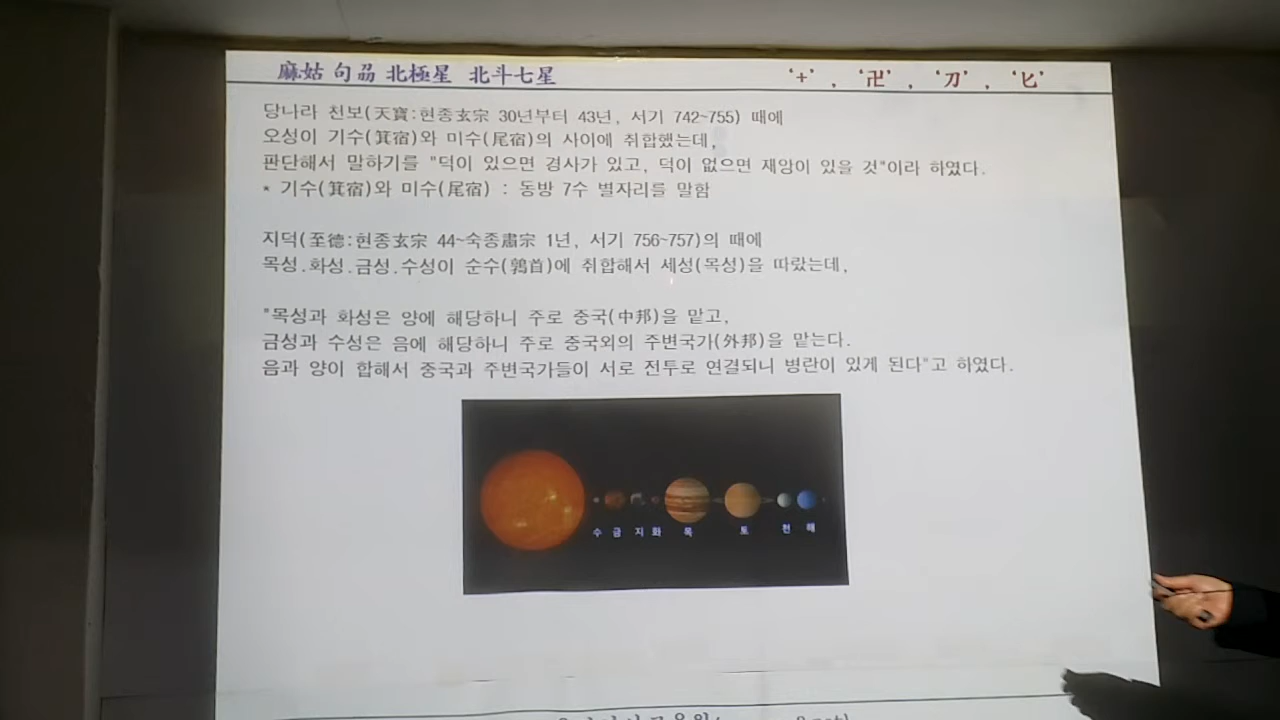 麻姑 句劦 北極星 北斗七星 '+', '卍', '刀', '匕'
당나라 천보(天寶:현종玄宗 30년부터 43년, 서기 742~755) 때에
오성이 기수(箕宿)와 미수(尾宿)의 사이에 취합했는데,
판단해서 말하기를 "덕이 있으면 경사가 있고, 덕이 없으면 재앙이 있을 것"이라 하였다.
* 기수(箕宿)와 미수(尾宿) : 동방 7수 별자리를 말함
지덕(至德:현종玄宗 44~숙종肅宗 1년, 서기 756~757)의 때에
목성.화성.금성.수성이 순수(鶉首)에 취합해서 세성(목성)을 따랐는데,
"목성과 화성은 양에 해당하니 주로 중국(中邦)을 맡고,
금성과 수성은 음에 해당하니 주로 중국외의 주변국가(外邦)을 맡는다.
음과 양이 합해서 중국과 주변국가들이 서로 전투로 연결되니 병란이 있게 된다"고 하였다.
수 금 지 화 목 토 천 해